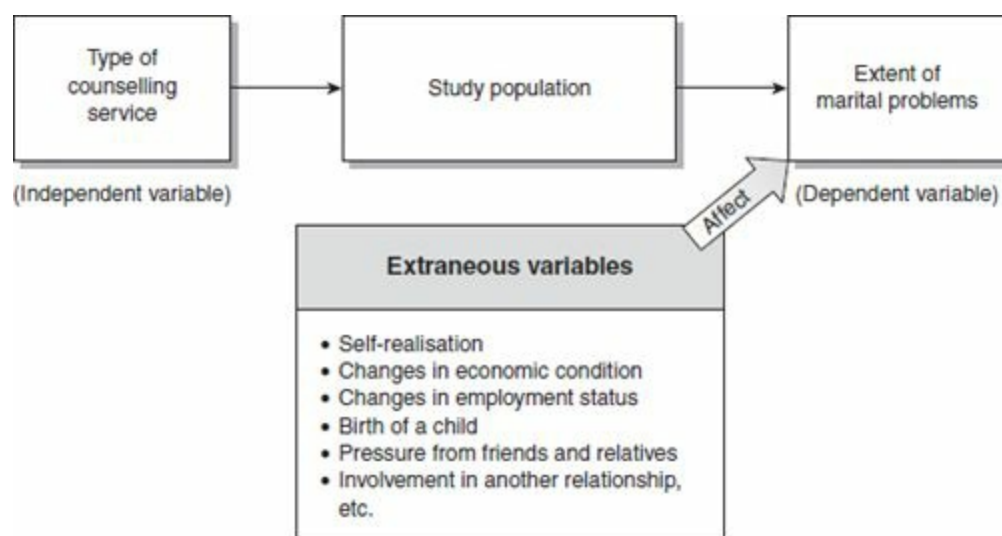 Type of
counselling
service
Study population
Extent of
marital problems
(Independent variable)
(Dependent variable)
Affect
Extraneous variables
• Self-realisation
• Changes in economic condition
• Changes in employment status
• Birth of a child
• Pressure from friends and relatives
• Involvement in another relationship,
etc.